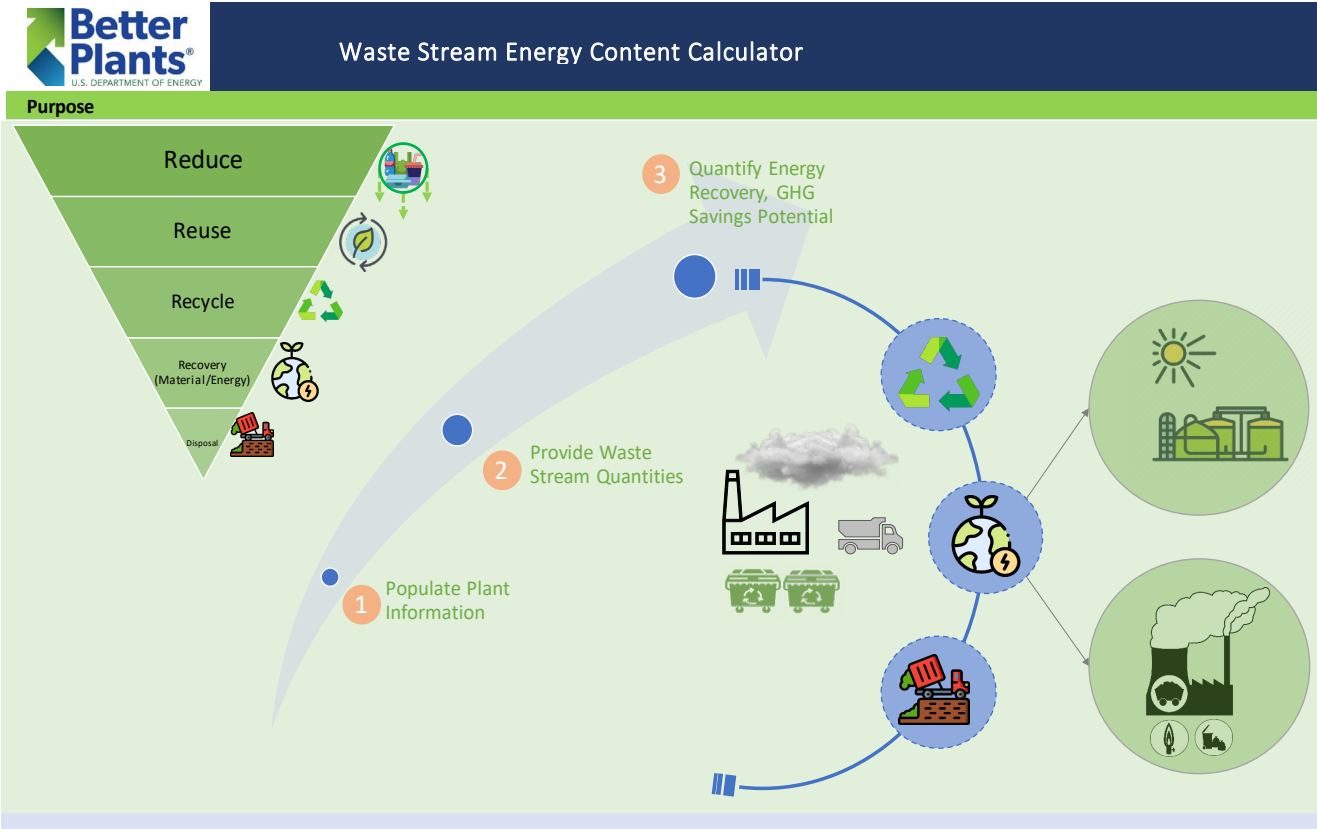 Better
Plants®
U.S. DEPARTMENT OF ENERGY
Waste Stream Energy Content Calculator
Purpose
Reduce
Reuse
Recycle
Recovery
(Material/Energy)
Disposal
3
Quantify Energy
Recovery, GHG
Savings Potential
2
Provide Waste
Stream Quantities
1
Populate Plant
Information